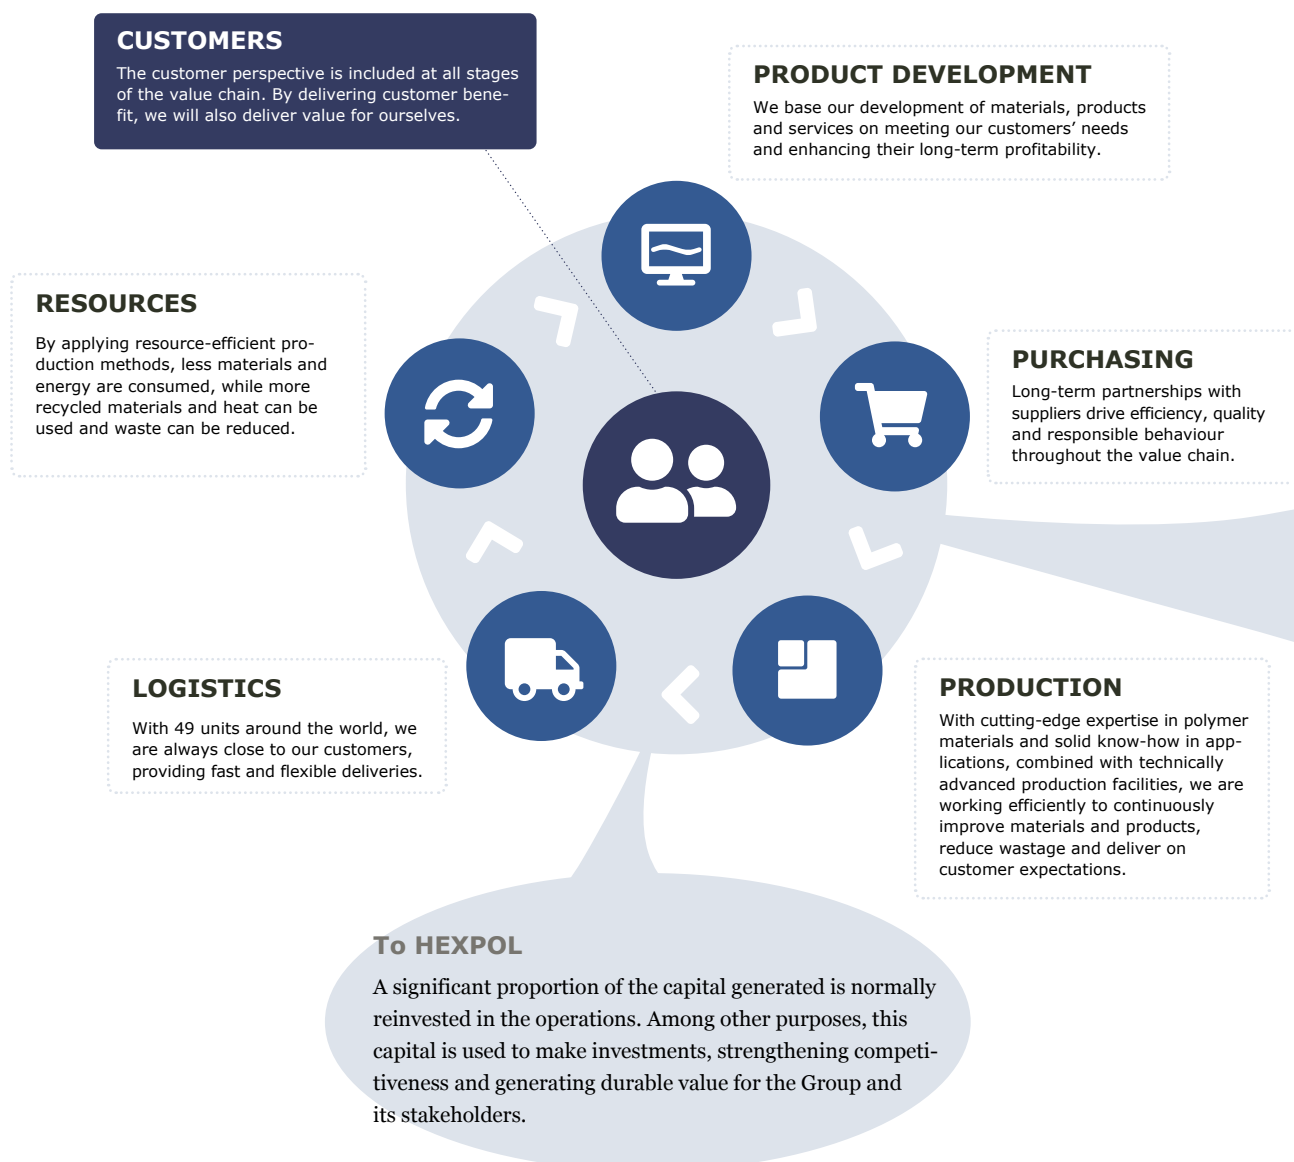 CUSTOMERS
The customer perspective is included at all stages
of the value chain. By delivering customer bene-
fit, we will also deliver value for ourselves.
PRODUCT DEVELOPMENT
We base our development of materials, products
and services on meeting our customers’ needs
and enhancing their long-term profitability.
RESOURCES
By applying resource-efficient pro-
duction methods, less materials and
energy are consumed, while more
recycled materials and heat can be
used and waste can be reduced.
PURCHASING
Long-term partnerships with
suppliers drive efficiency, quality
and responsible behaviour
throughout the value chain.
LOGISTICS
With 49 units around the world, we
are always close to our customers,
providing fast and flexible deliveries.
PRODUCTION
With cutting-edge expertise in polymer
materials and solid know-how in app-
lications, combined with technically
advanced production facilities, we are
working efficiently to continuously
improve materials and products,
reduce wastage and deliver on
customer expectations.
To HEXPOL
A significant proportion of the capital generated is normally
reinvested in the operations. Among other purposes, this
capital is used to make investments, strengthening competi-
tiveness and generating durable value for the Group and
its stakeholders.